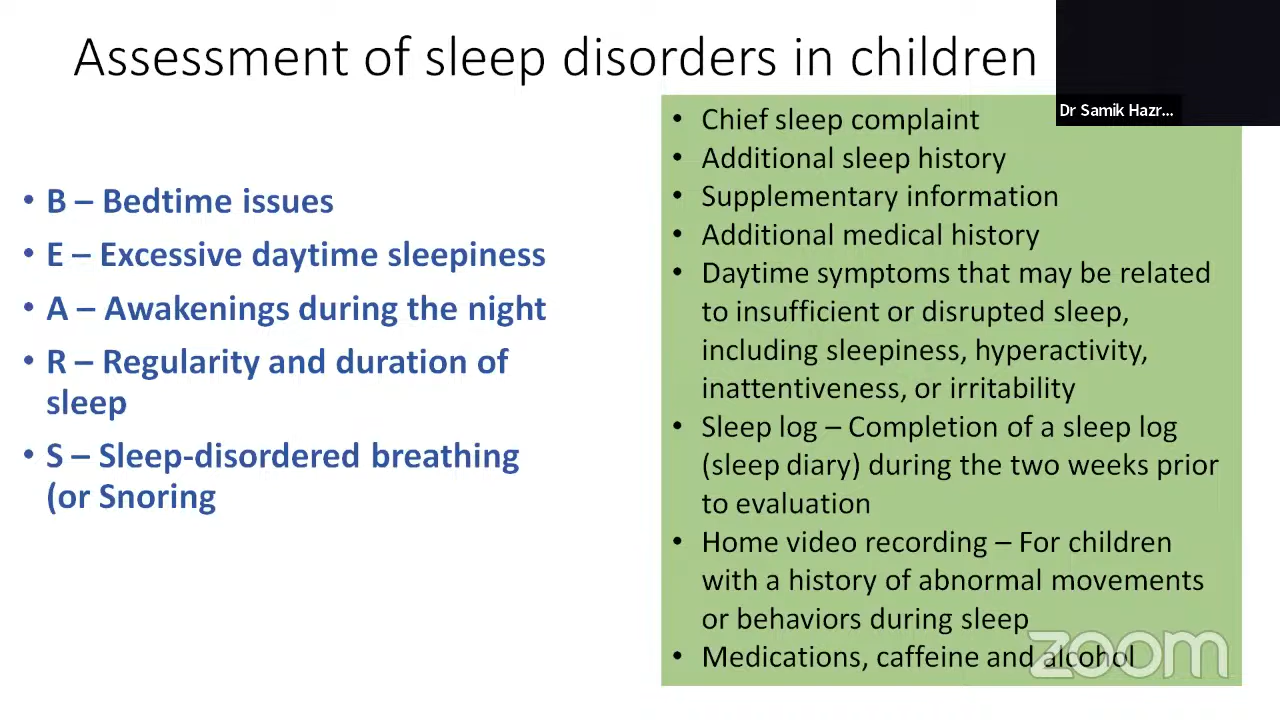 Assessment of sleep disorders in children
Dr Samik Hazr...
• B – Bedtime issues
• E – Excessive daytime sleepiness
• A – Awakenings during the night
• R – Regularity and duration of
sleep
• S – Sleep-disordered breathing
(or Snoring
• Chief sleep complaint
• Additional sleep history
• Supplementary information
• Additional medical history
• Daytime symptoms that may be related
to insufficient or disrupted sleep,
including sleepiness, hyperactivity,
inattentiveness, or irritability
• Sleep log – Completion of a sleep log
(sleep diary) during the two weeks prior
to evaluation
• Home video recording – For children
with a history of abnormal movements
or behaviors during sleep
• Medications, caffeine and alcohol
zoom